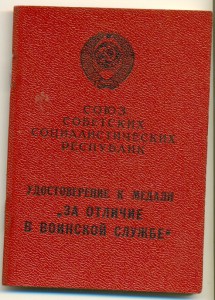 СОЮЗ
СОВЕТСКИХ
СОЦИАЛИСТИЧЕСКИХ
РЕСПУБЛИК
УДОСТОВЕРЕНИЕ К МЕДАЛИ
„ЗА ОТЛИЧИЕ
В ВОИНСКОЙ СЛУЖБЕ“